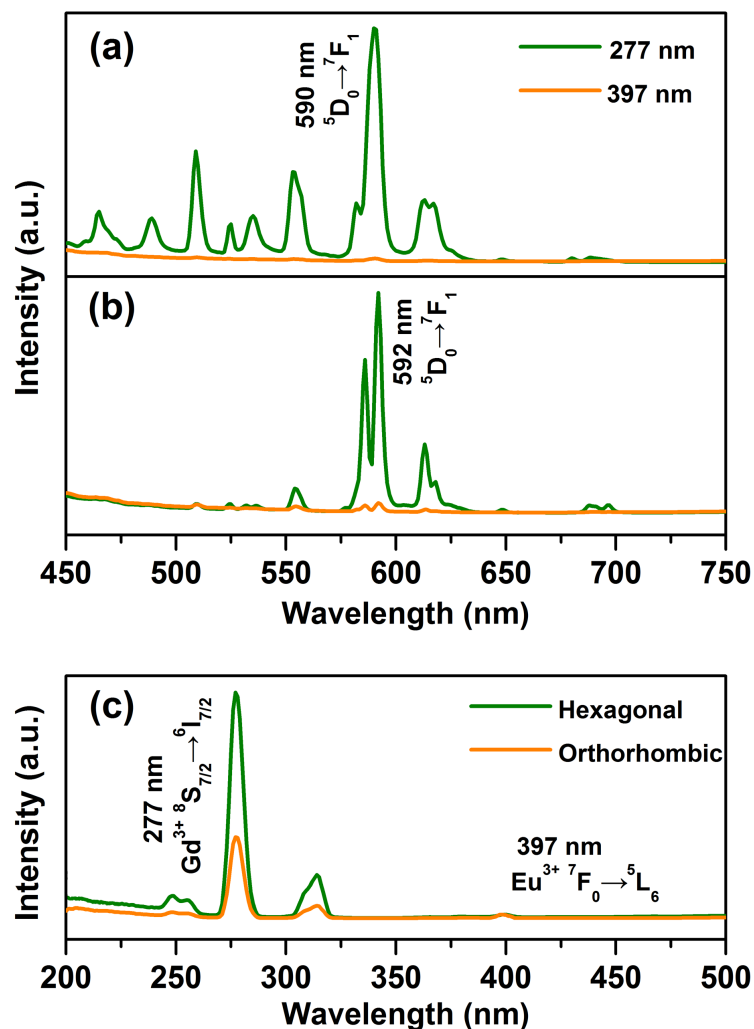 (a)
590 nm
⁵D₀→⁷F₁
277 nm
397 nm
Intensity (a.u.)
(b)
592 nm
⁵D₀→⁷F₁
450 500 550 600 650 700 750
Wavelength (nm)
(c)
277 nm
Gd³⁺ ⁸S₇/₂→⁶I₇/₂
Hexagonal
Orthorhombic
397 nm
Eu³⁺ ⁷F₀→⁵L₆
Intensity (a.u.)
200 250 300 350 400 450 500
Wavelength (nm)